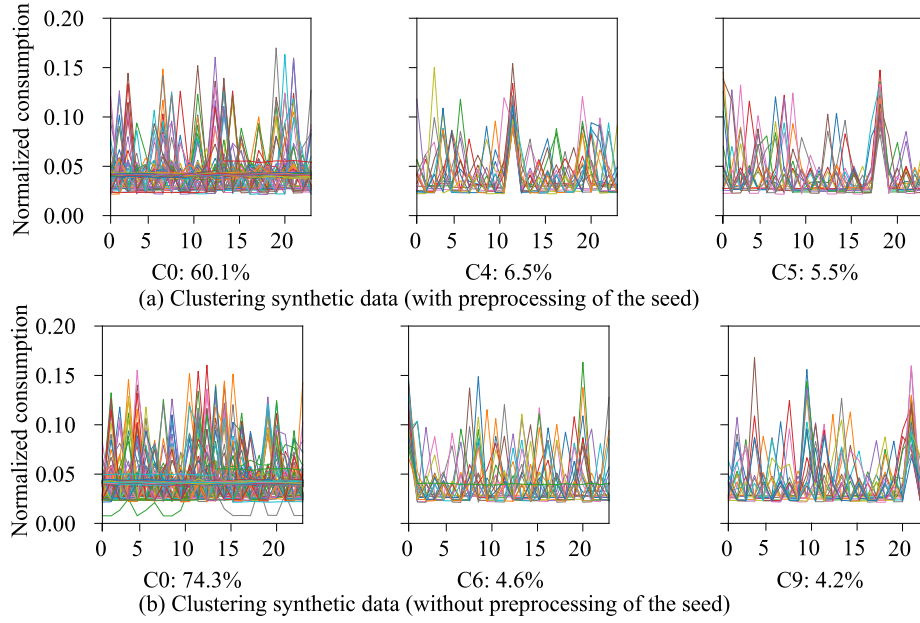 Normalized consumption
0.20
0.15
0.10
0.05
0.00
0 5 10 15 20
0 5 10 15 20
0 5 10 15 20
C0: 60.1%
C4: 6.5%
C5: 5.5%
(a) Clustering synthetic data (with preprocessing of the seed)
Normalized consumption
0.20
0.15
0.10
0.05
0.00
0 5 10 15 20
0 5 10 15 20
0 5 10 15 20
C0: 74.3%
C6: 4.6%
C9: 4.2%
(b) Clustering synthetic data (without preprocessing of the seed)